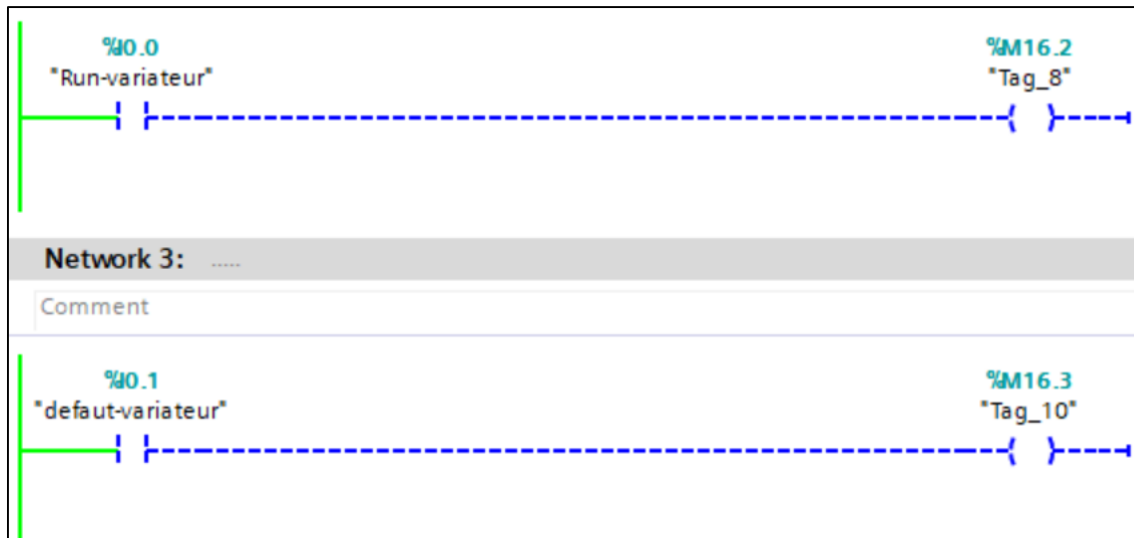 %I0.0
"Run-variateur"
%M16.2
"Tag_8"
Network 3: .....
Comment
%I0.1
"defaut-variateur"
%M16.3
"Tag_10"